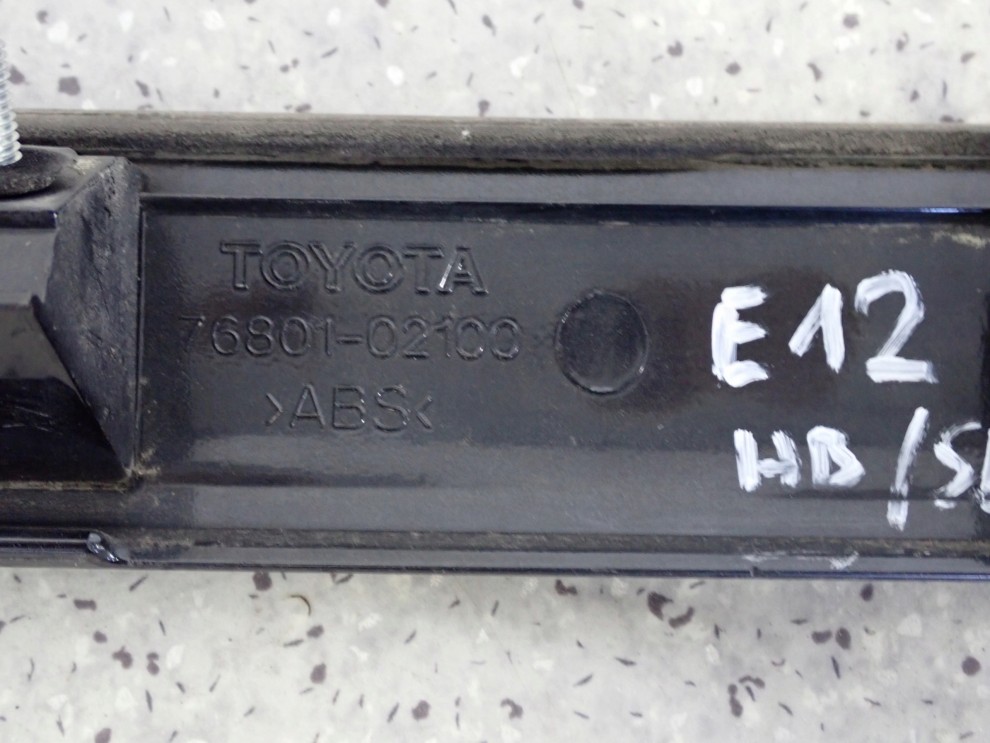 TOYOTA
76801-02100
>ABS<
E12
HB/